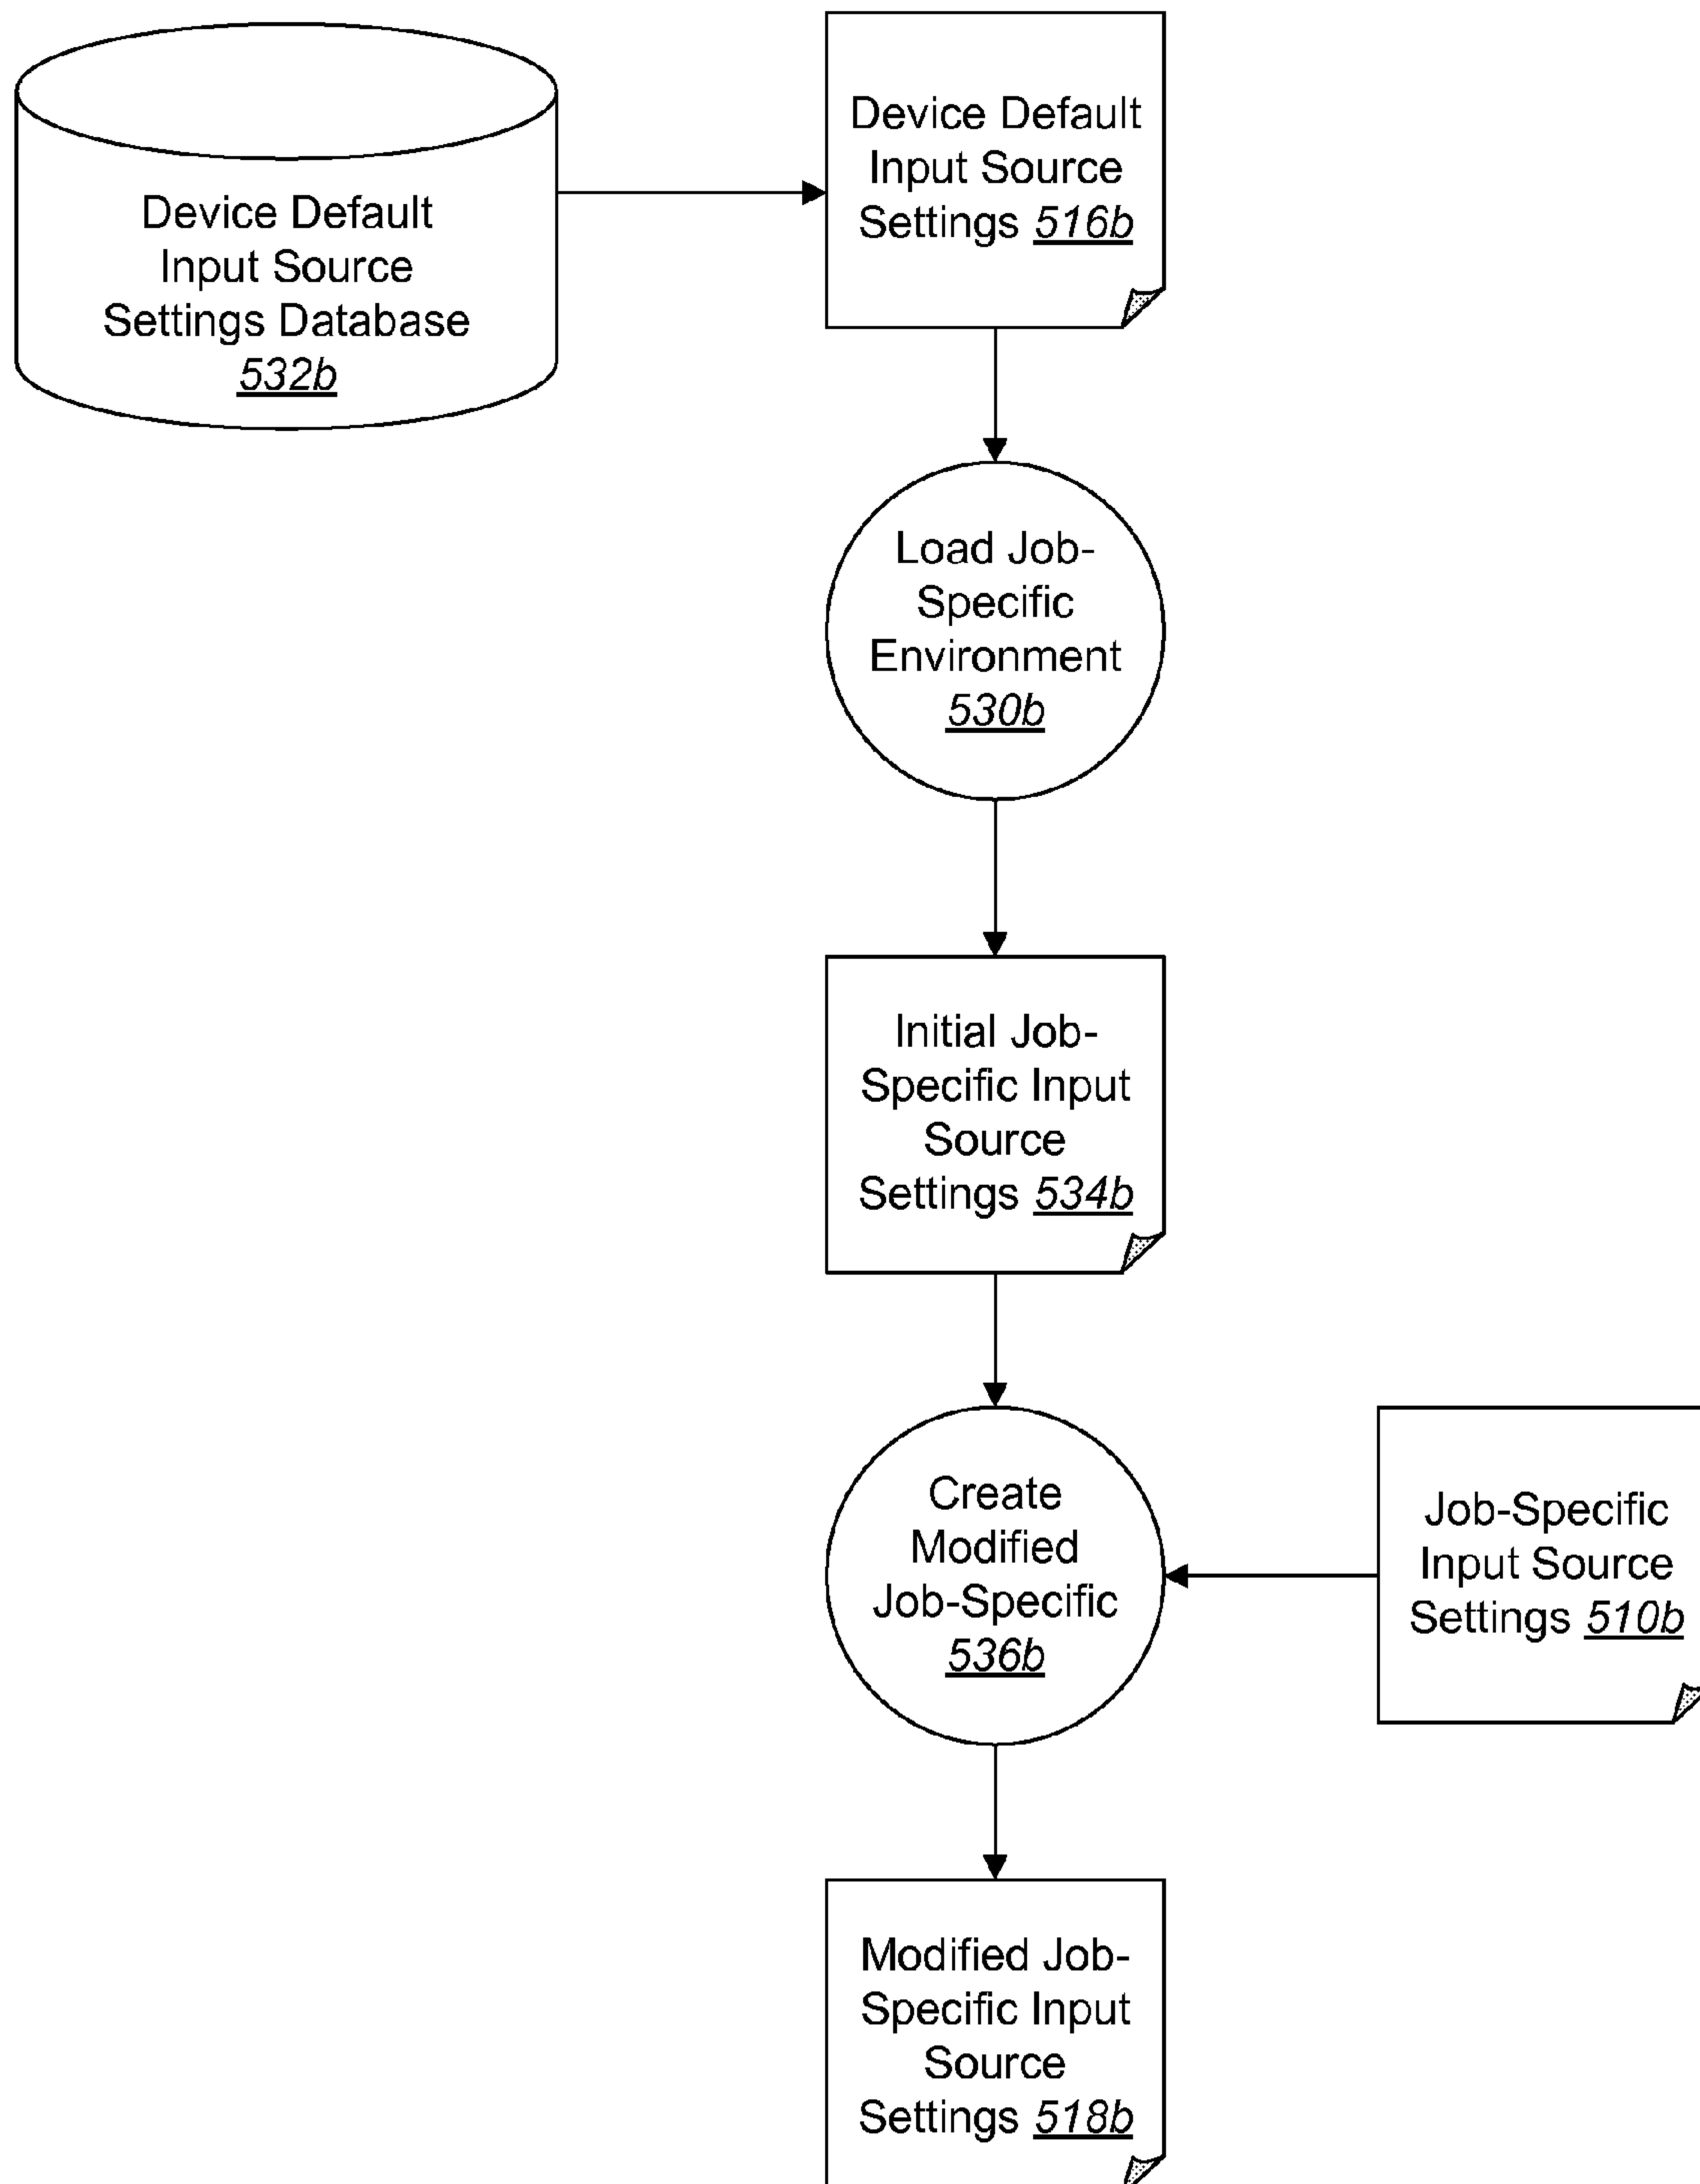 Device Default
Input Source
Settings Database
532b
Device Default
Input Source
Settings 516b
Load Job-
Specific
Environment
530b
Initial Job-
Specific Input
Source
Settings 534b
Create
Modified
Job-Specific
536b
Job-Specific
Input Source
Settings 510b
Modified Job-
Specific Input
Source
Settings 518b